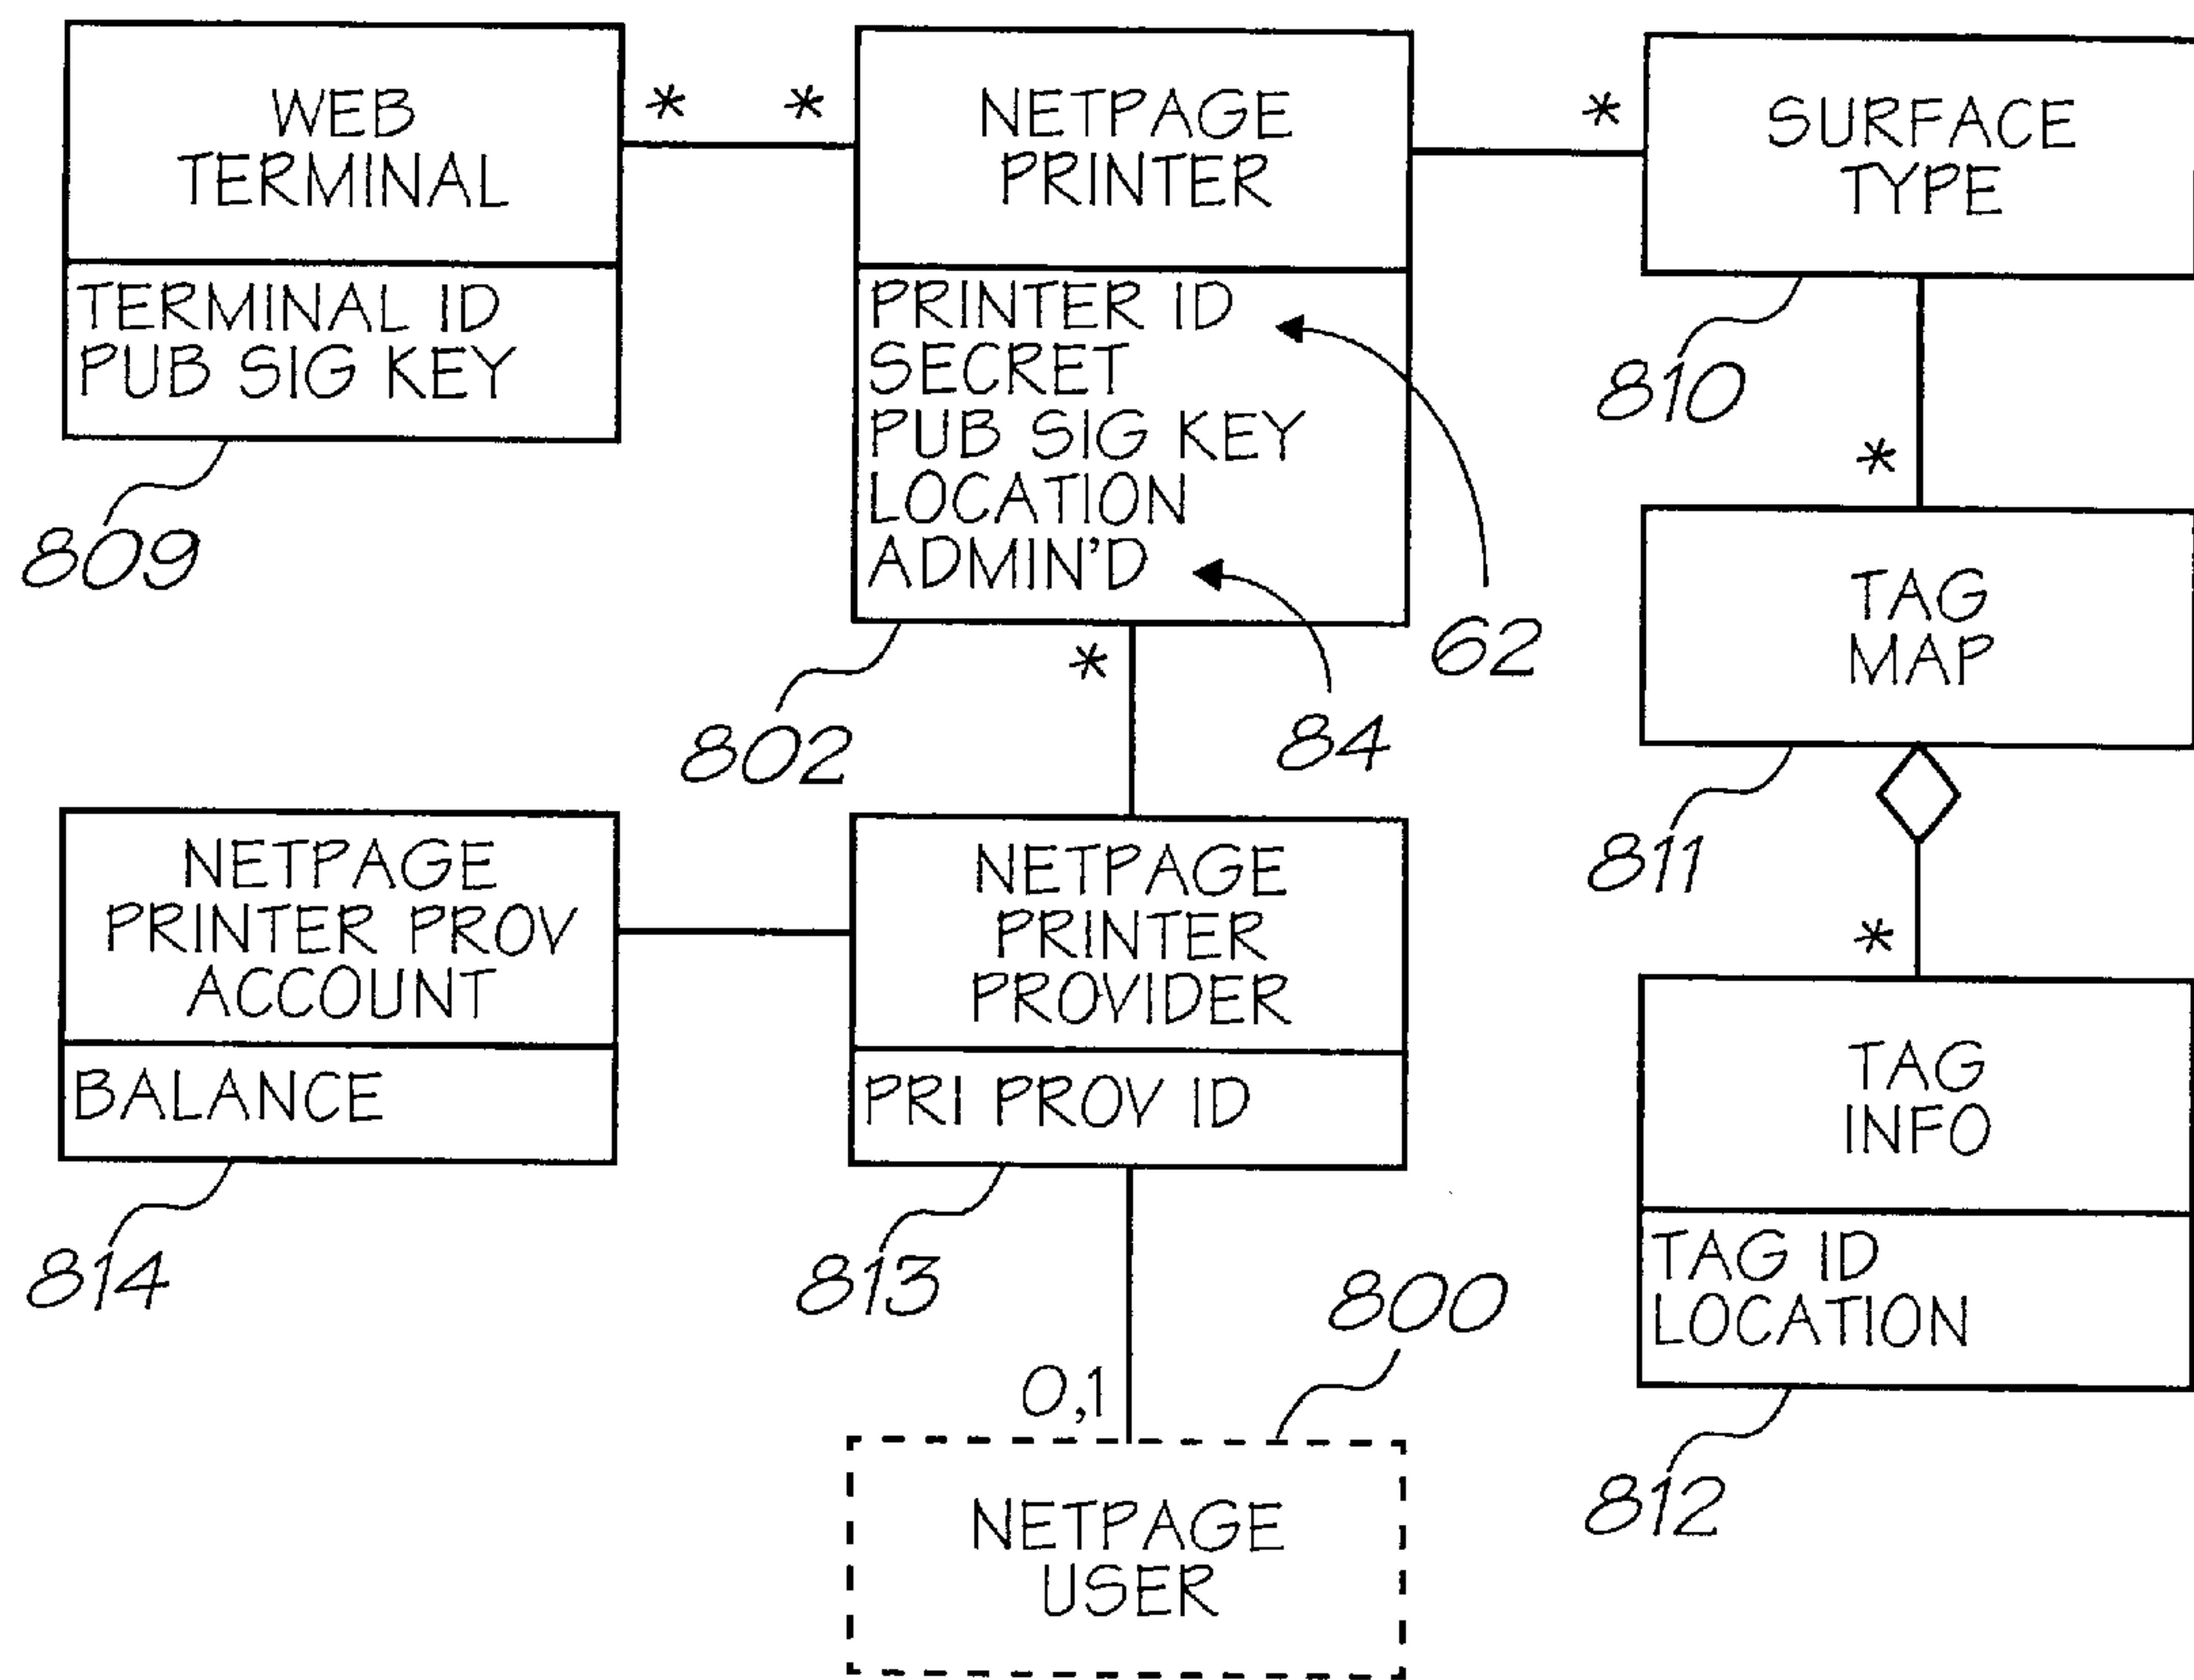 WEB
TERMINAL
TERMINAL ID
PUB SIG KEY
809
*
*
NETPAGE
PRINTER
PRINTER ID
SECRET
PUB SIG KEY
LOCATION
ADMIN'D
62
84
802
*
*
SURFACE
TYPE
810
*
TAG
MAP
811
*
NETPAGE
PRINTER PROV
ACCOUNT
BALANCE
814
NETPAGE
PRINTER
PROVIDER
PRI PROV ID
813
TAG
INFO
TAG ID
LOCATION
812
800
0,1
NETPAGE
USER